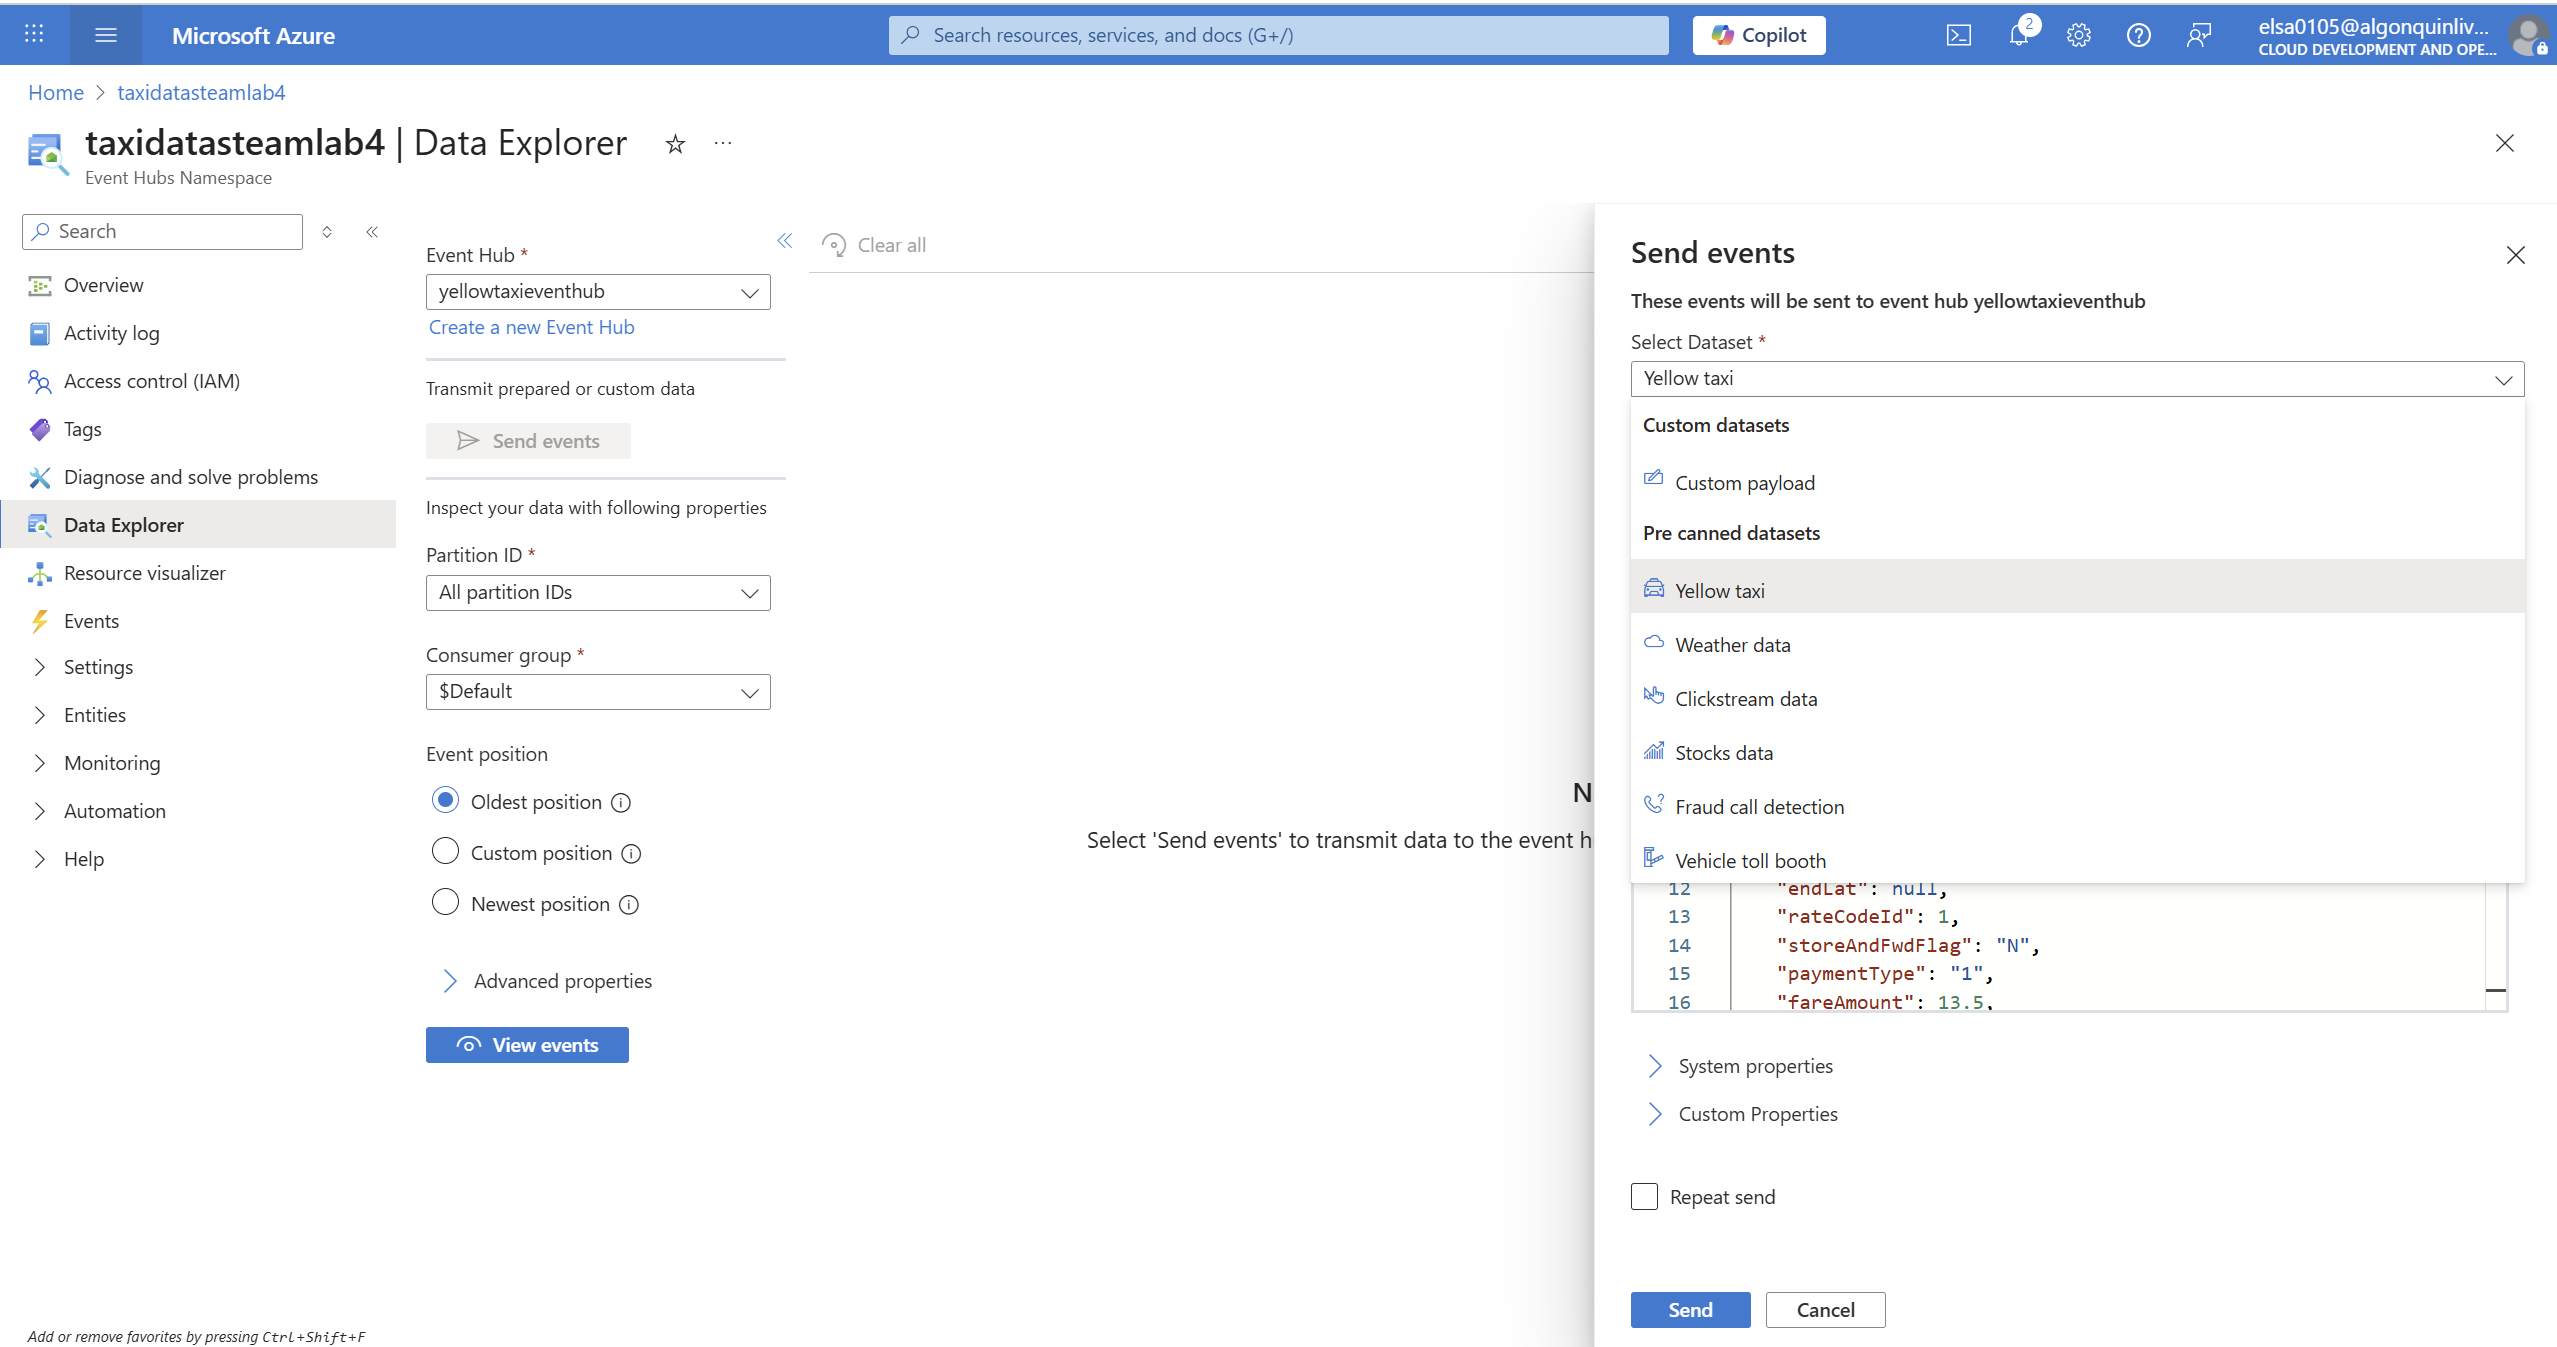 Microsoft Azure
Search resources, services, and docs (G+/)
Copilot
2
elsa0105@algonquinliv...
CLOUD DEVELOPMENT AND OPE...
Home > taxidatasteamlab4
taxidatasteamlab4 | Data Explorer
Event Hubs Namespace
Search
Overview
Activity log
Access control (IAM)
Tags
Diagnose and solve problems
Data Explorer
Resource visualizer
Events
Settings
Entities
Monitoring
Automation
Help
Add or remove favorites by pressing Ctrl+Shift+F
Event Hub *
yellowtaxieventhub
Create a new Event Hub
Transmit prepared or custom data
Send events
Inspect your data with following properties
Partition ID *
All partition IDs
Consumer group *
$Default
Event position
Oldest position
Custom position
Newest position
Advanced properties
View events
Clear all
N
Select 'Send events' to transmit data to the event h
Send events
These events will be sent to event hub yellowtaxieventhub
Select Dataset *
Yellow taxi
Custom datasets
Custom payload
Pre canned datasets
Yellow taxi
Weather data
Clickstream data
Stocks data
Fraud call detection
Vehicle toll booth
12 "endLat": null,
13 "rateCodeId": 1,
14 "storeAndFwdFlag": "N",
15 "paymentType": "1",
16 "fareAmount": 13.5,
System properties
Custom Properties
Repeat send
Send
Cancel